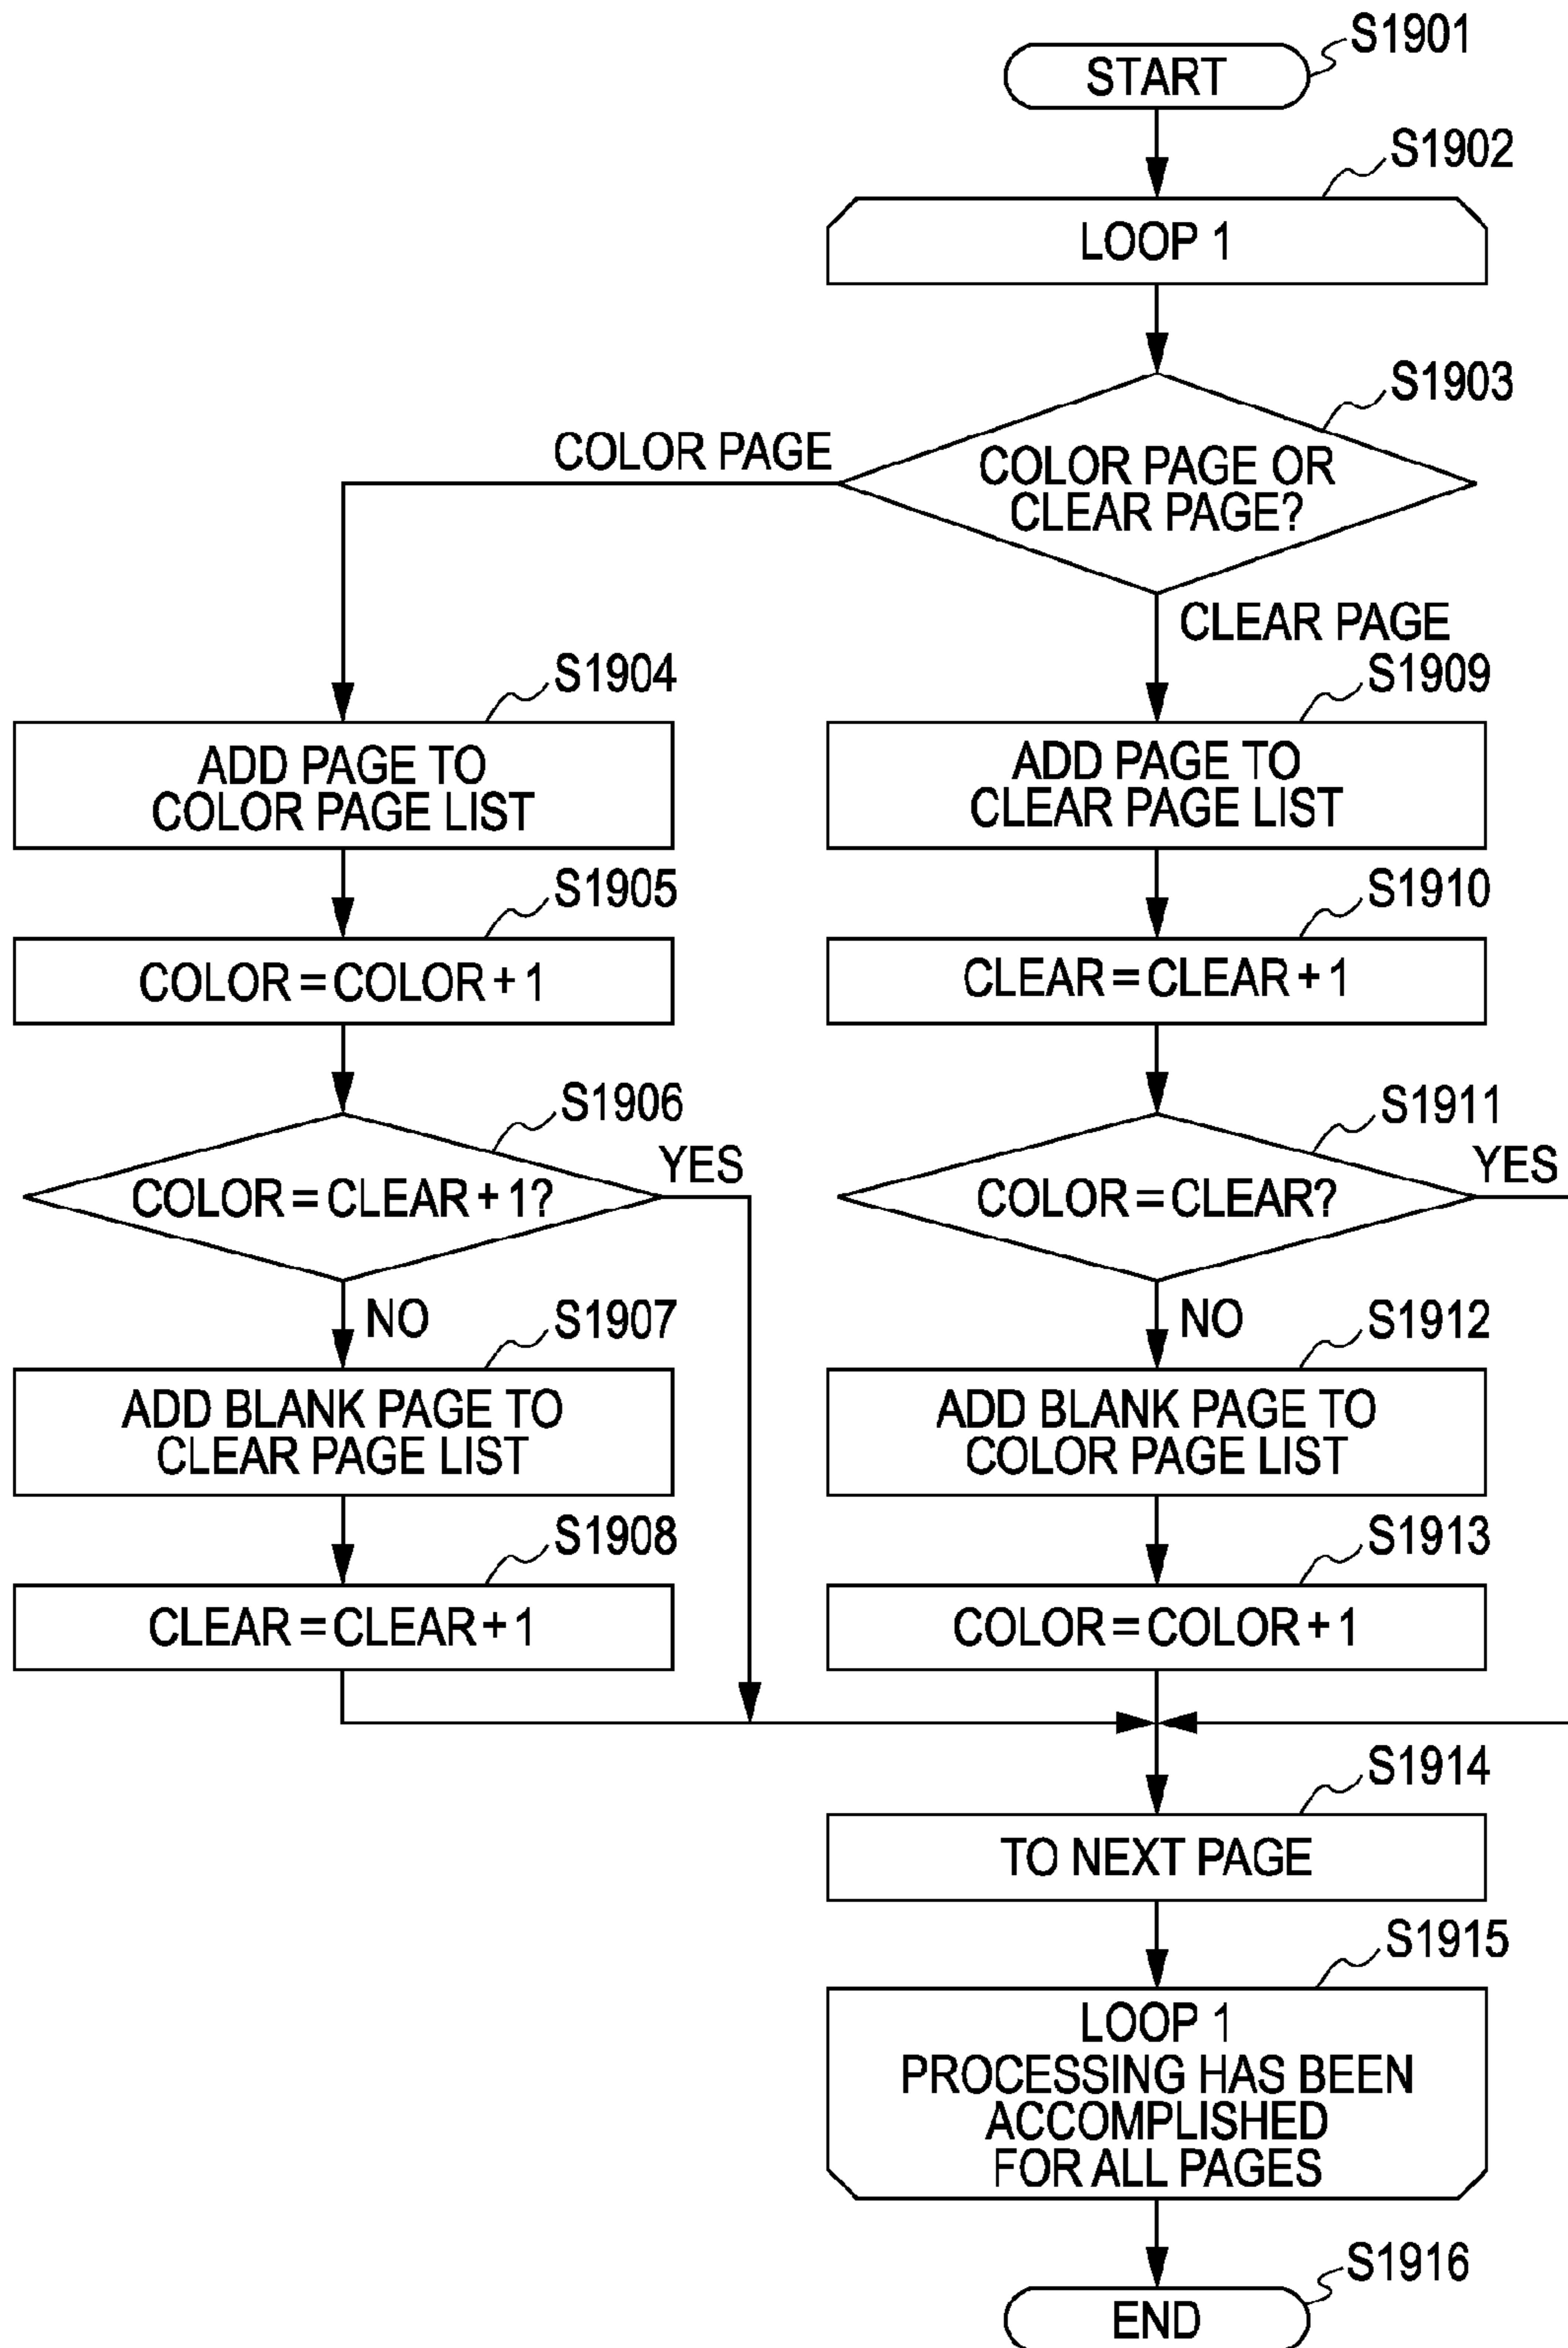 START
S1901
LOOP 1
S1902
COLOR PAGE OR
CLEAR PAGE?
S1903
COLOR PAGE
CLEAR PAGE
S1904
ADD PAGE TO
COLOR PAGE LIST
S1905
COLOR = COLOR + 1
S1906
COLOR = CLEAR + 1?
YES
NO
S1907
ADD BLANK PAGE TO
CLEAR PAGE LIST
S1908
CLEAR = CLEAR + 1
S1909
ADD PAGE TO
CLEAR PAGE LIST
S1910
CLEAR = CLEAR + 1
S1911
COLOR = CLEAR?
YES
NO
S1912
ADD BLANK PAGE TO
COLOR PAGE LIST
S1913
COLOR = COLOR + 1
S1914
TO NEXT PAGE
S1915
LOOP 1
PROCESSING HAS BEEN
ACCOMPLISHED
FOR ALL PAGES
S1916
END